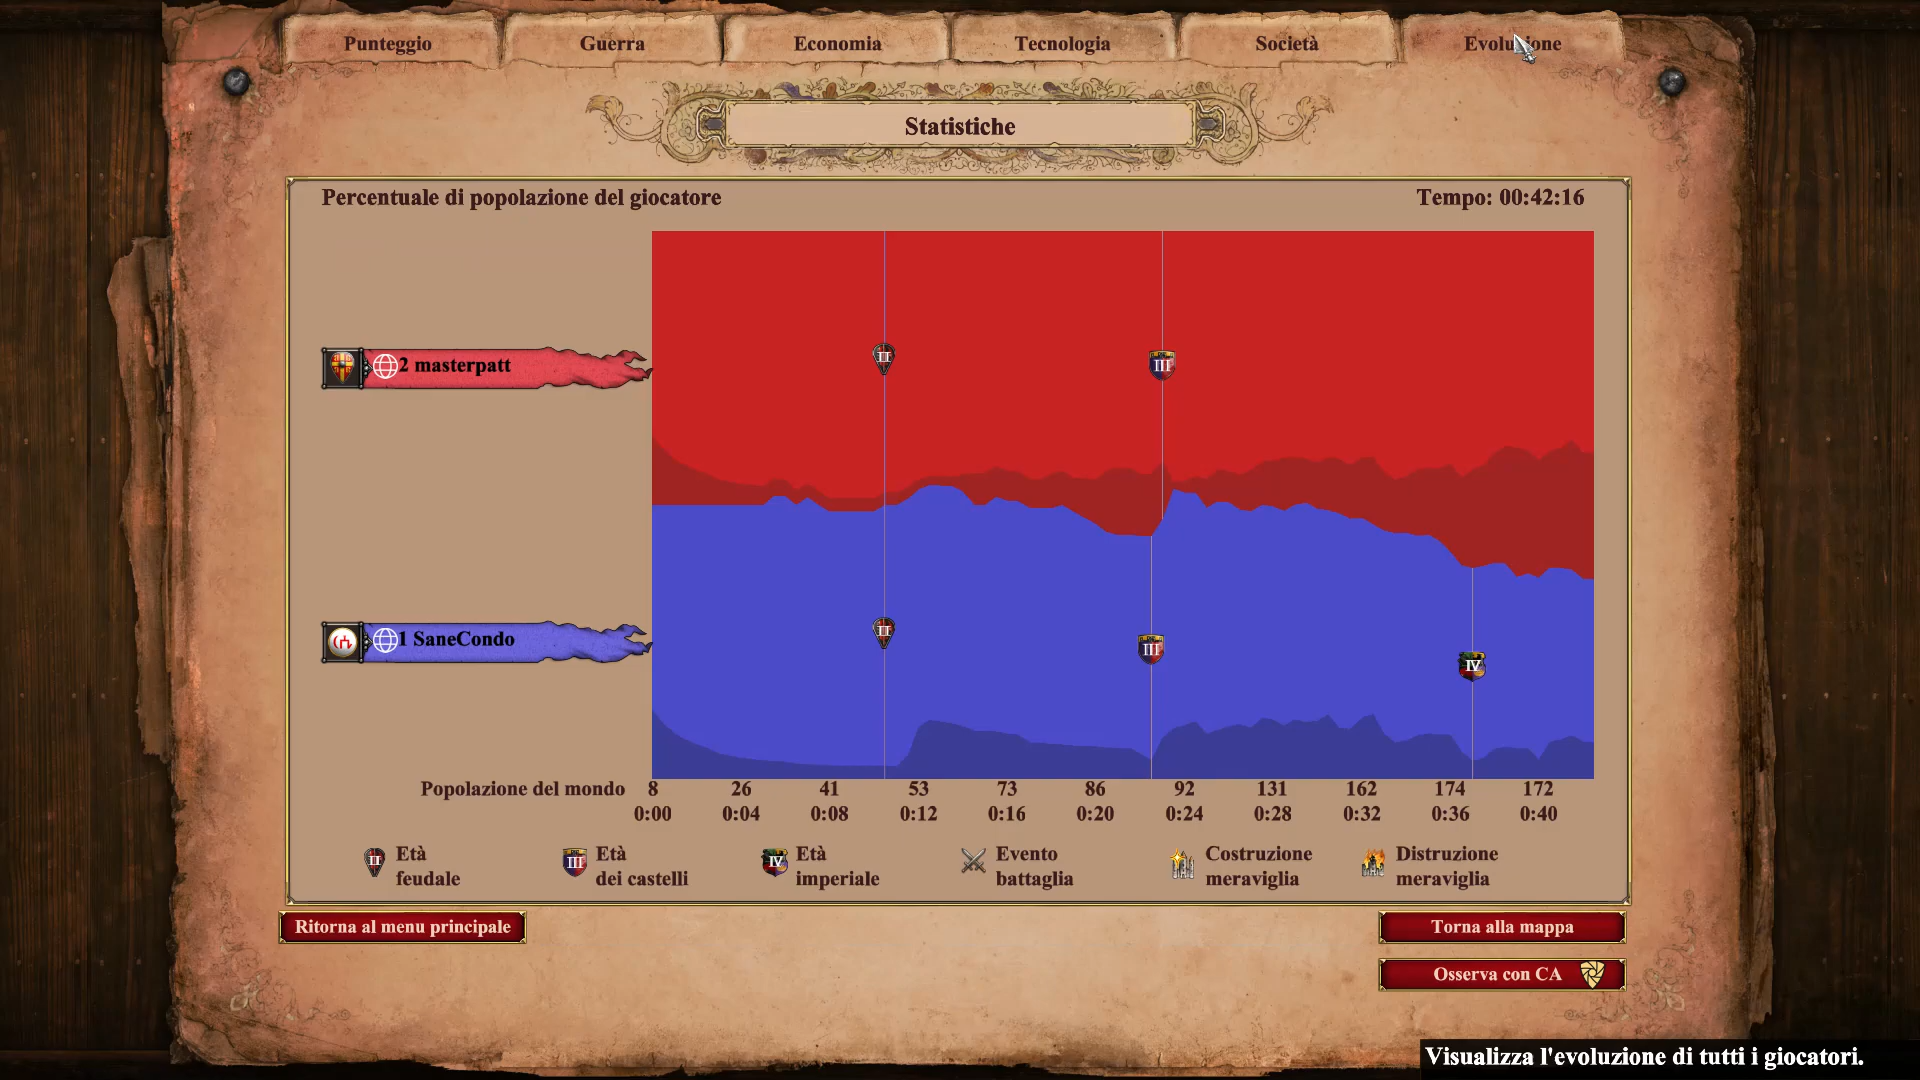 Punteggio Guerra Economia Tecnologia Società Evoluzione
Statistiche
Percentuale di popolazione del giocatore Tempo: 00:42:16
II III
2 masterpatt
II III IV
1 SaneCondo
Popolazione del mondo 8 26 41 53 73 86 92 131 162 174 172
0:00 0:04 0:08 0:12 0:16 0:20 0:24 0:28 0:32 0:36 0:40
II Età feudale
III Età dei castelli
IV Età imperiale
Evento battaglia
Costruzione meraviglia
Distruzione meraviglia
Ritorna al menu principale Torna alla mappa
Osserva con CA
Visualizza l'evoluzione di tutti i giocatori.